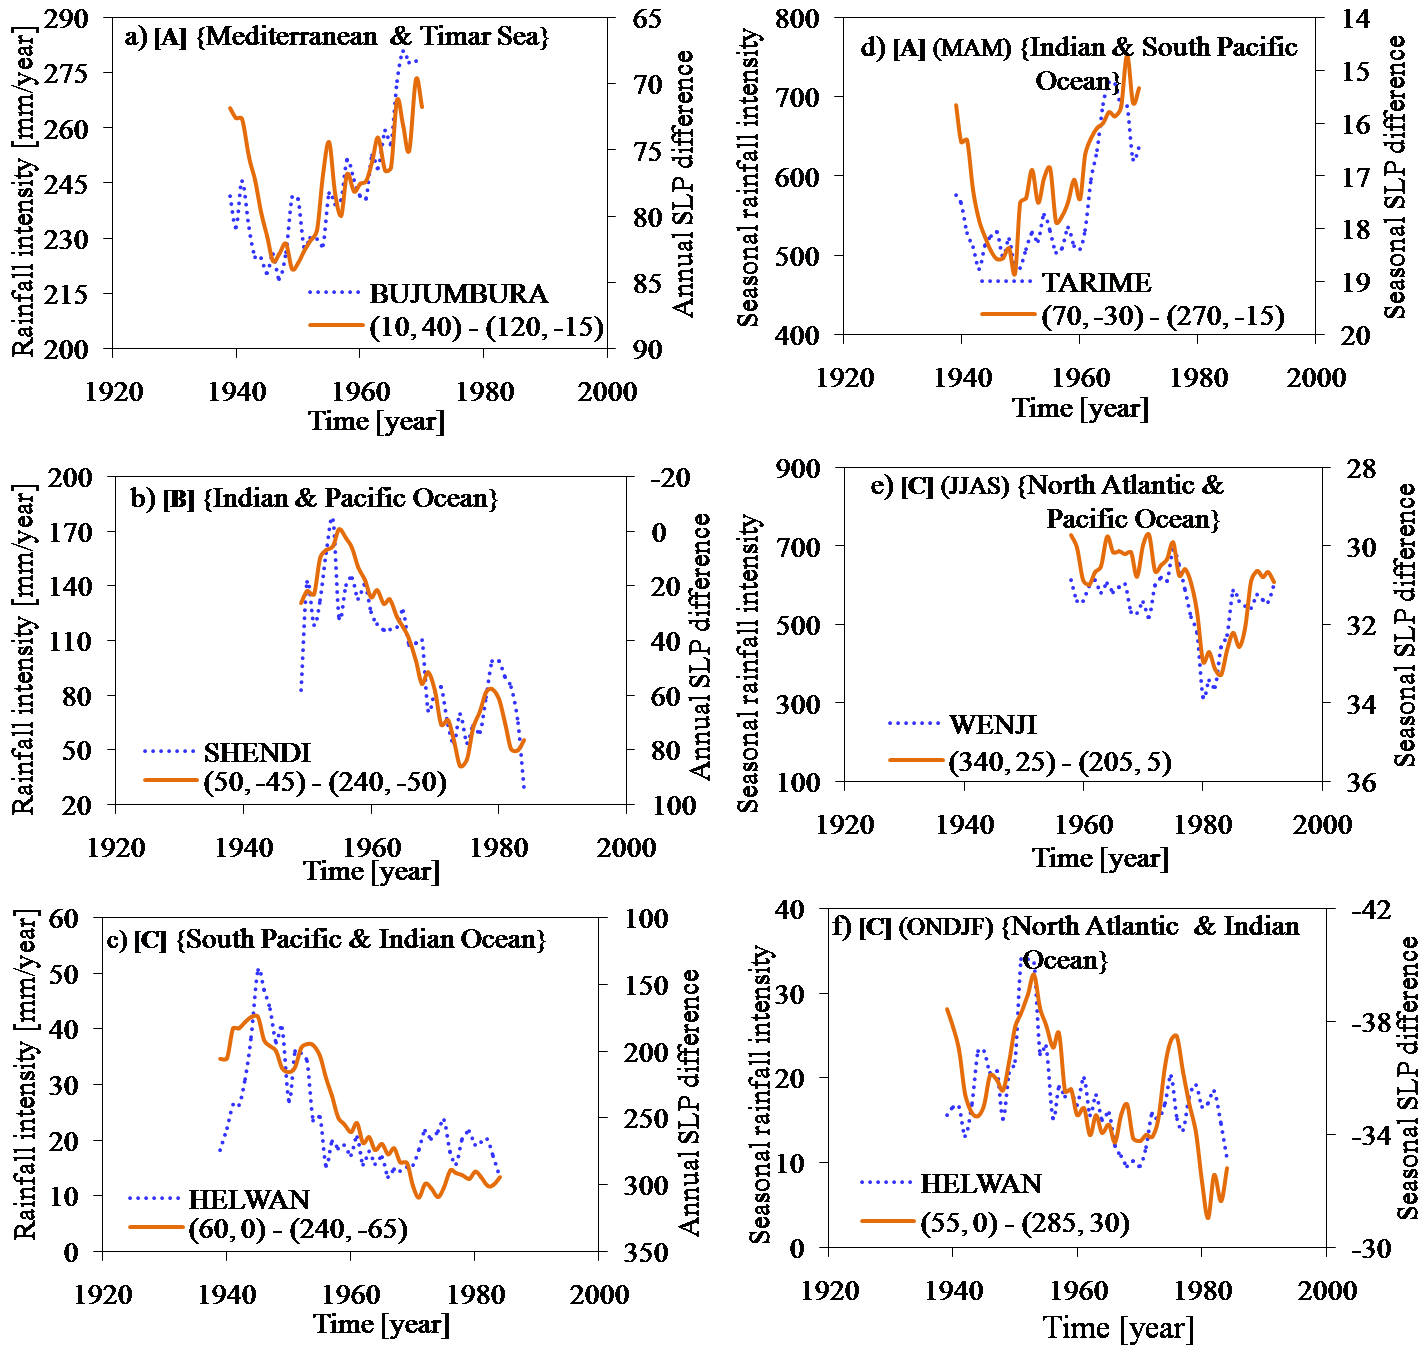 a) [A] {Mediterranean & Timar Sea}
Rainfall intensity [mm/year]
290
275
260
245
230
215
200
65
70
75
80
85
90
Annual SLP difference
BUJUMBURA
(10, 40) - (120, -15)
1920 1940 1960 1980 2000
Time [year]
d) [A] (MAM) {Indian & South Pacific
Ocean}
Seasonal rainfall intensity
800
700
600
500
400
14
15
16
17
18
19
20
Seasonal SLP difference
TARIME
(70, -30) - (270, -15)
1920 1940 1960 1980 2000
Time [year]
b) [B] {Indian & Pacific Ocean}
Rainfall intensity [mm/year]
200
170
140
110
80
50
20
-20
0
20
40
60
80
100
Annual SLP difference
SHENDI
(50, -45) - (240, -50)
1920 1940 1960 1980 2000
Time [year]
e) [C] (JJAS) {North Atlantic &
Pacific Ocean}
Seasonal rainfall intensity
900
700
500
300
100
28
30
32
34
36
Seasonal SLP difference
WENJI
(340, 25) - (205, 5)
1920 1940 1960 1980 2000
Time [year]
c) [C] {South Pacific & Indian Ocean}
Rainfall intensity [mm/year]
60
50
40
30
20
10
0
100
150
200
250
300
350
Annual SLP difference
HELWAN
(60, 0) - (240, -65)
1920 1940 1960 1980 2000
Time [year]
f) [C] (ONDJF) {North Atlantic & Indian
Ocean}
Seasonal rainfall intensity
40
30
20
10
0
-42
-38
-34
-30
Seasonal SLP difference
HELWAN
(55, 0) - (285, 30)
1920 1940 1960 1980 2000
Time [year]